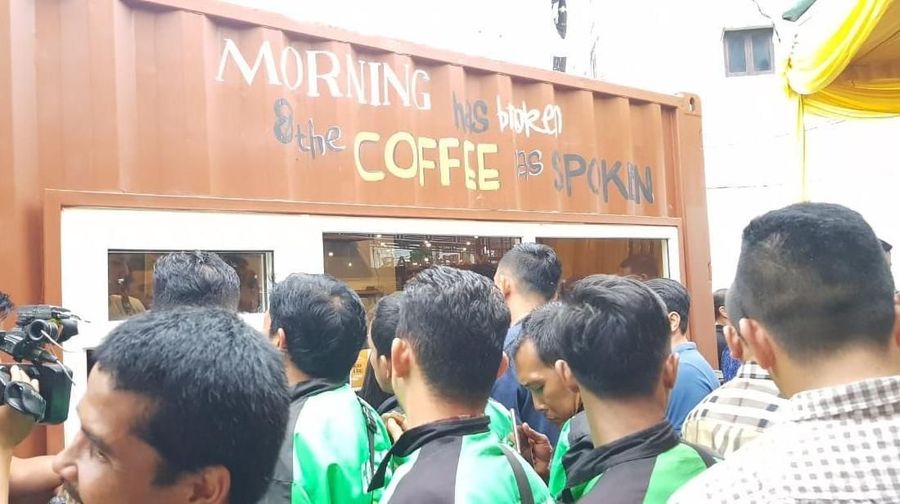 MORNING has broken
& the COFFEE has SPOKEN